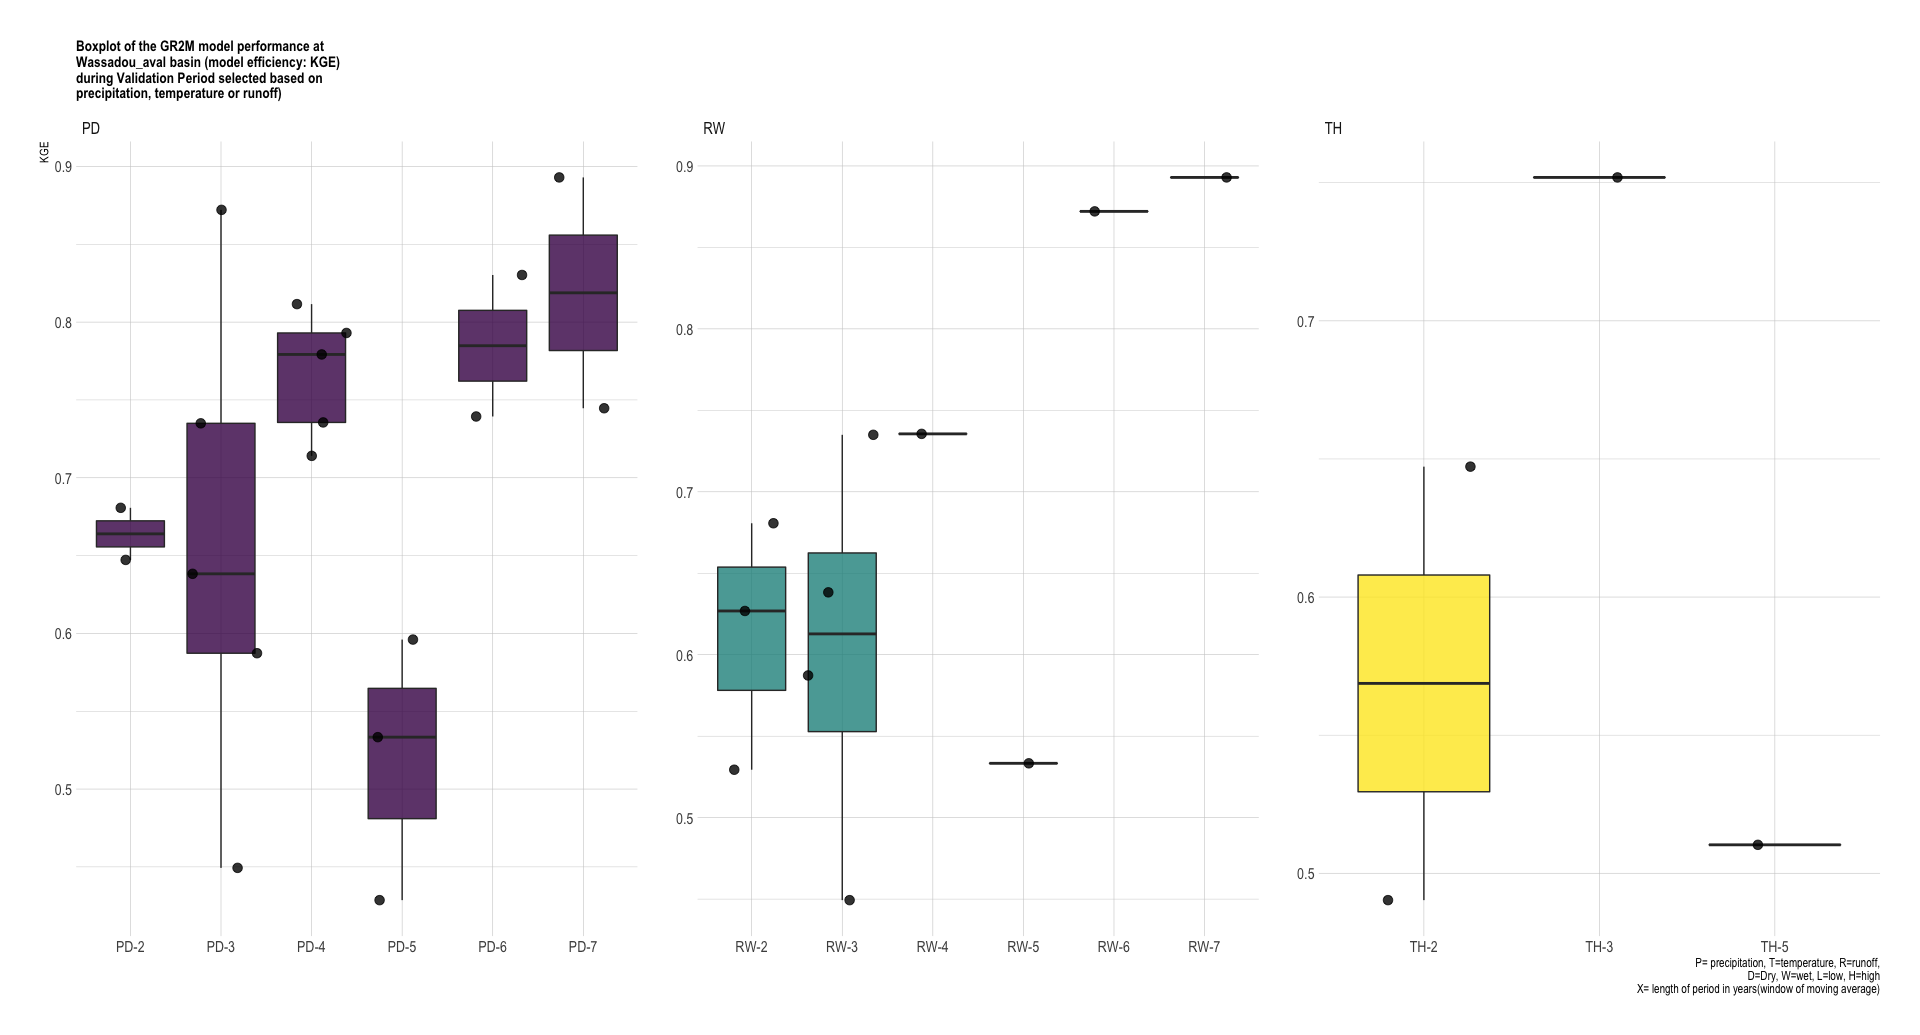 Boxplot of the GR2M model performance at
Wassadou_aval basin (model efficiency: KGE)
during Validation Period selected based on
precipitation, temperature or runoff)
PD
KGE
0.9
0.8
0.7
0.6
0.5
PD-2 PD-3 PD-4 PD-5 PD-6 PD-7
RW
0.9
0.8
0.7
0.6
0.5
RW-2 RW-3 RW-4 RW-5 RW-6 RW-7
TH
0.7
0.6
0.5
TH-2 TH-3 TH-5
P= precipitation, T=temperature, R=runoff,
D=Dry, W=wet, L=low, H=high
X= length of period in years(window of moving average)